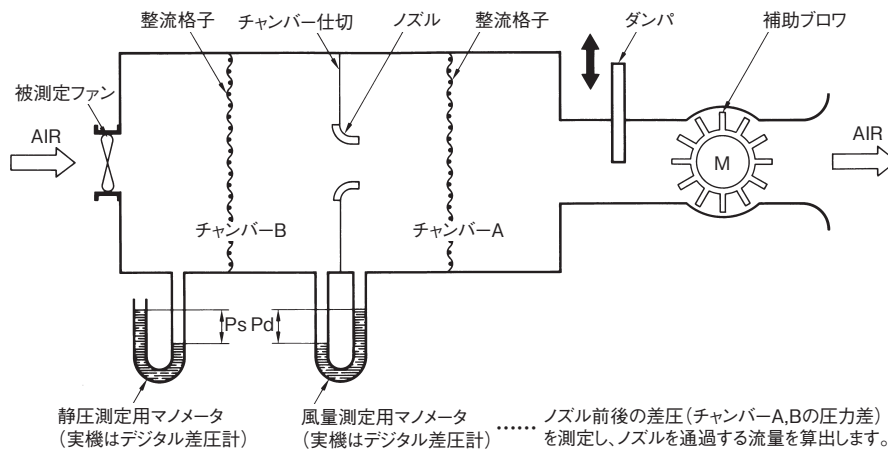 整流格子
チャンバー仕切
ノズル
整流格子
ダンパ
補助ブロワ
被測定ファン
AIR
AIR
M
チャンバーB
チャンバーA
Ps Pd
静圧測定用マノメータ
(実機はデジタル差圧計)
風量測定用マノメータ
(実機はデジタル差圧計)
…… ノズル前後の差圧(チャンバーA,Bの圧力差)
を測定し、ノズルを通過する流量を算出します。